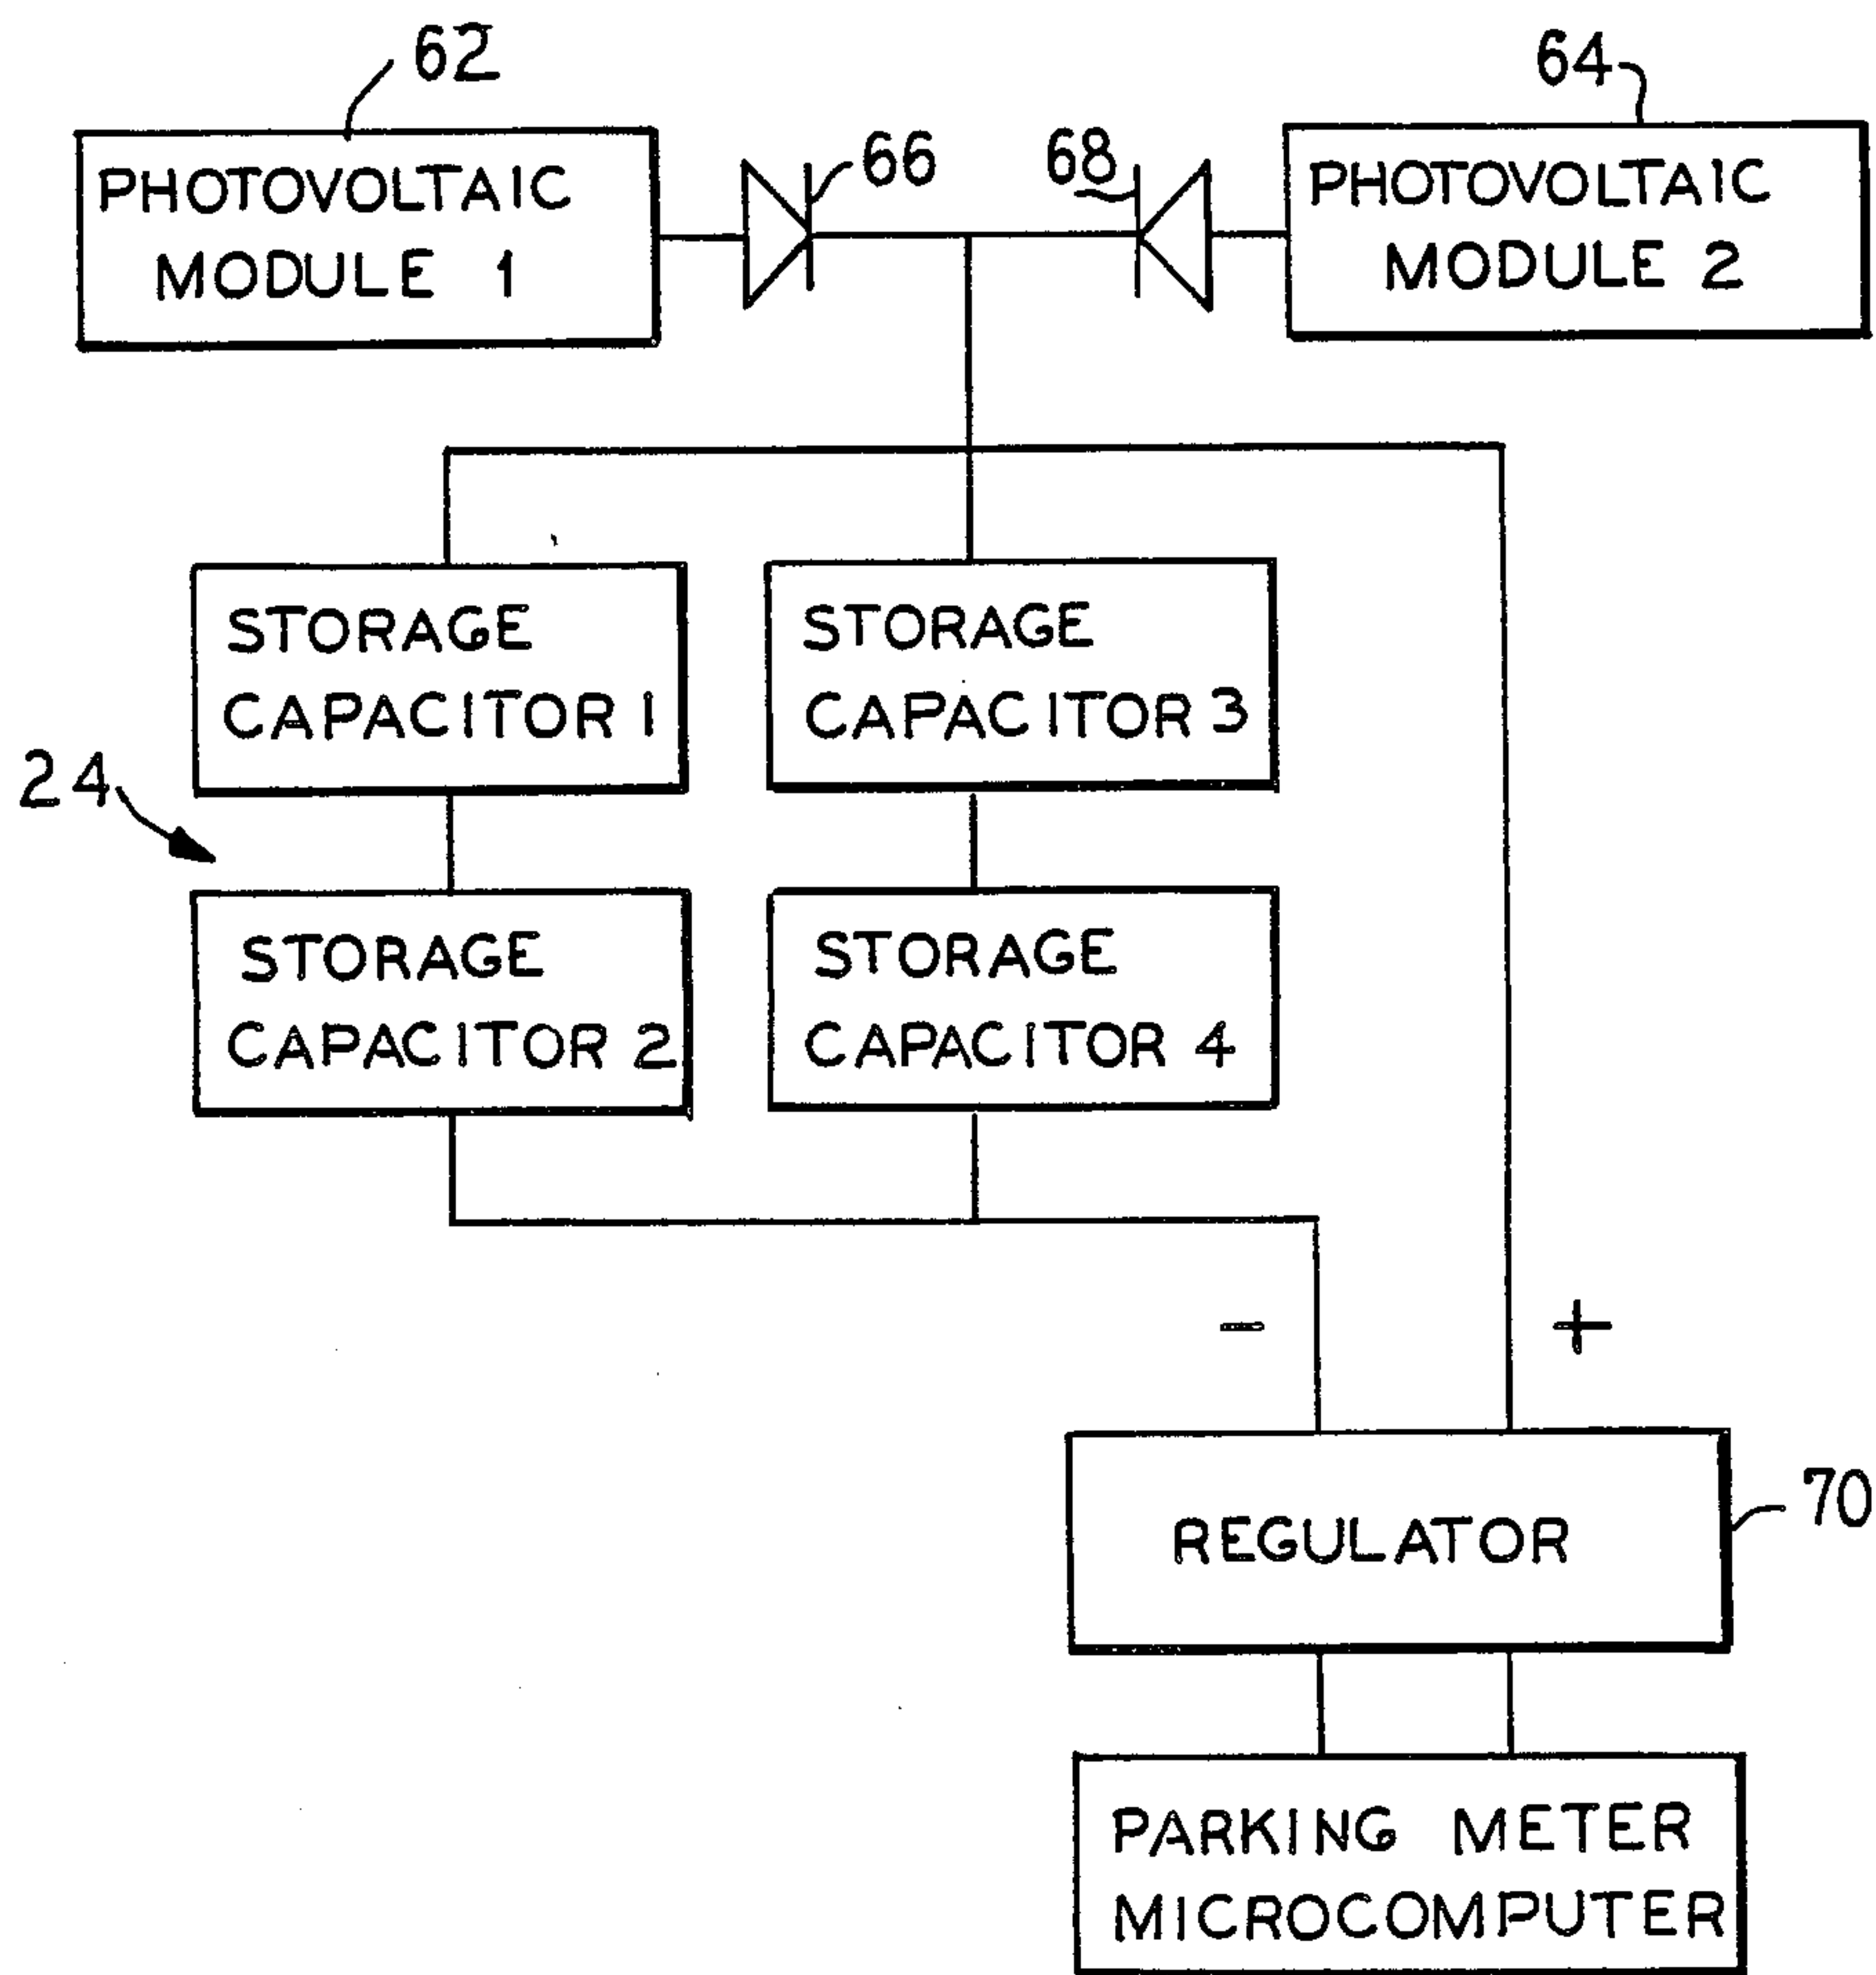 62
64
PHOTOVOLTAIC
MODULE 1
66
68
PHOTOVOLTAIC
MODULE 2
STORAGE
CAPACITOR 1
STORAGE
CAPACITOR 3
24
STORAGE
CAPACITOR 2
STORAGE
CAPACITOR 4
- +
REGULATOR
70
PARKING METER
MICROCOMPUTER